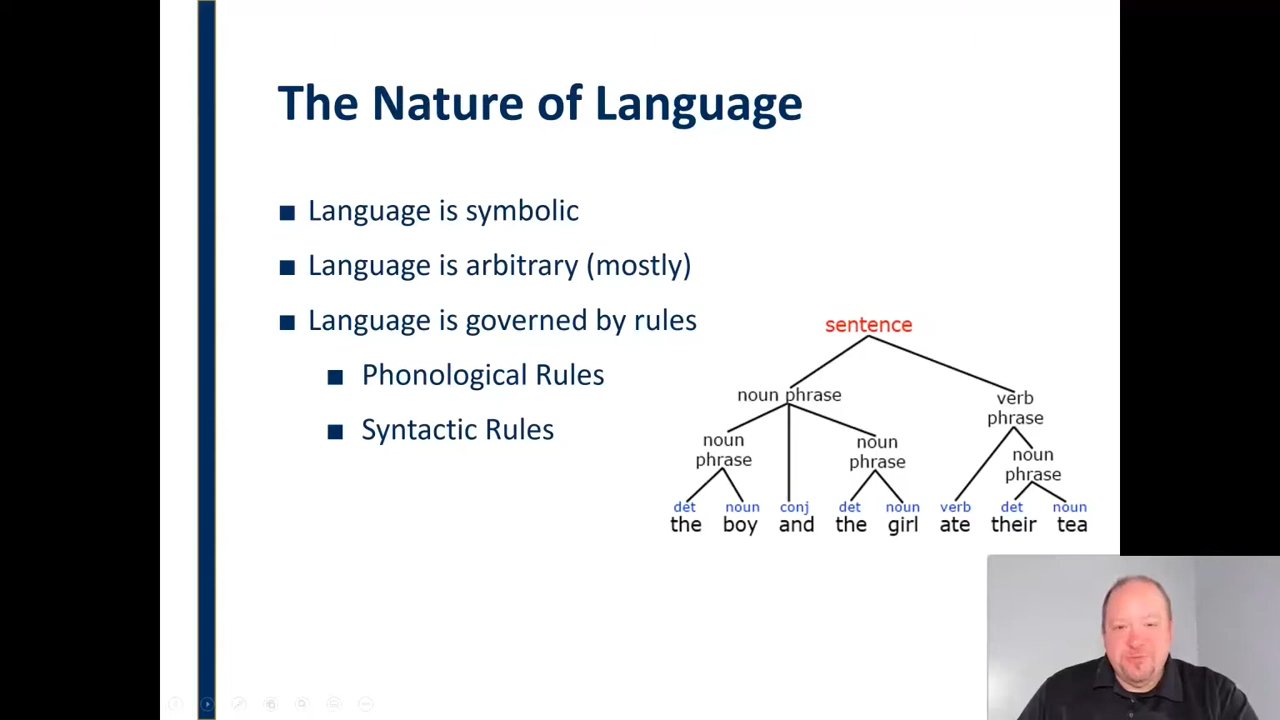 The Nature of Language
■ Language is symbolic
■ Language is arbitrary (mostly)
■ Language is governed by rules
■ Phonological Rules
■ Syntactic Rules
sentence
noun phrase
verb
phrase
noun
phrase
noun
phrase
noun
phrase
det noun conj det noun verb det noun
the boy and the girl ate their tea